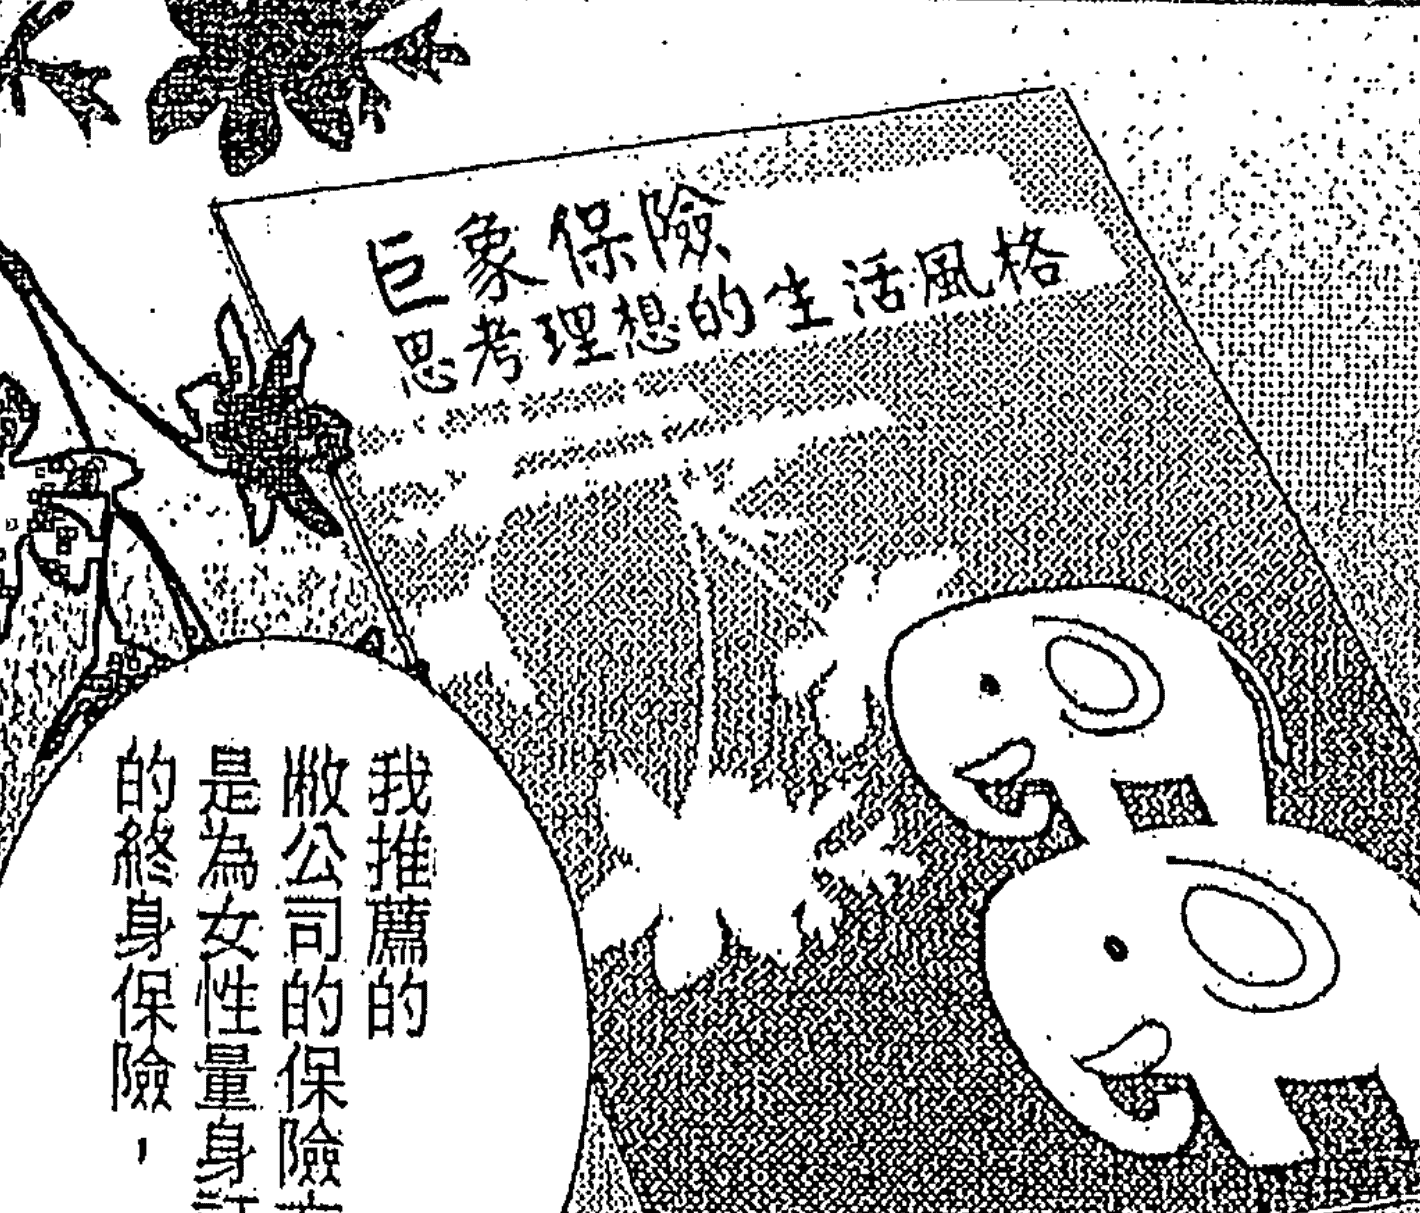 巨象保險
思考理想的生活風格
我推薦的
敝公司的保險
是為女性量身
的終身保險，